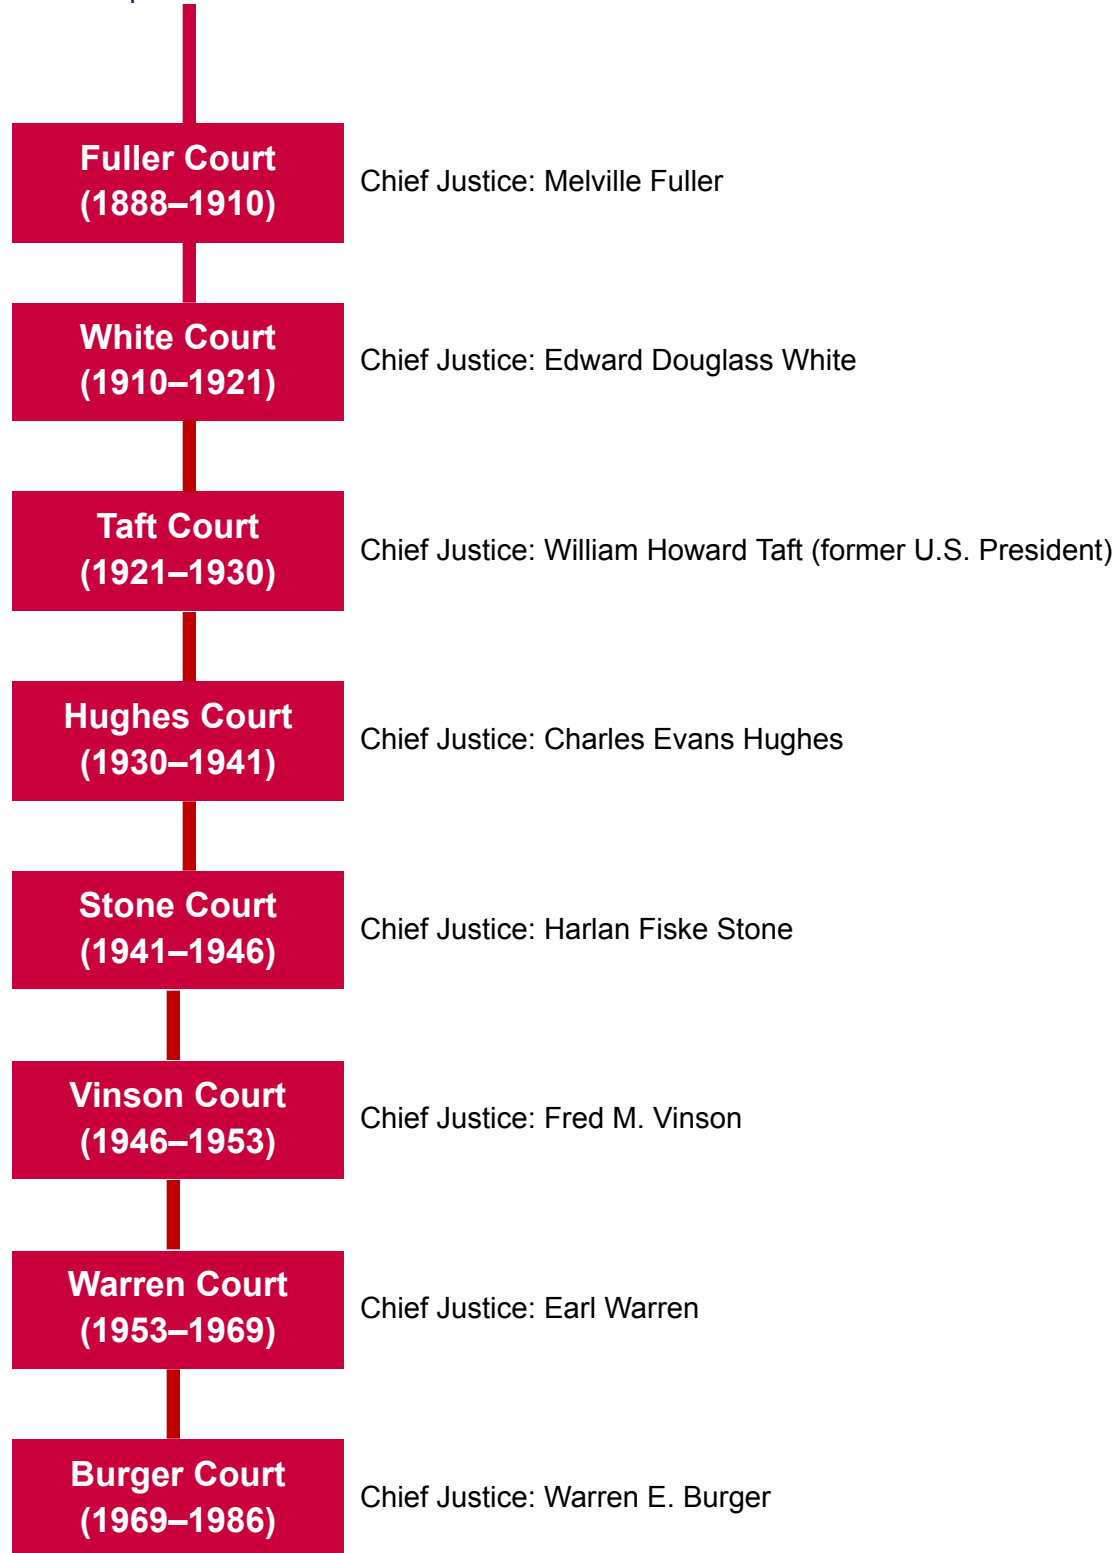 Fuller Court
(1888–1910)
Chief Justice: Melville Fuller
White Court
(1910–1921)
Chief Justice: Edward Douglass White
Taft Court
(1921–1930)
Chief Justice: William Howard Taft (former U.S. President)
Hughes Court
(1930–1941)
Chief Justice: Charles Evans Hughes
Stone Court
(1941–1946)
Chief Justice: Harlan Fiske Stone
Vinson Court
(1946–1953)
Chief Justice: Fred M. Vinson
Warren Court
(1953–1969)
Chief Justice: Earl Warren
Burger Court
(1969–1986)
Chief Justice: Warren E. Burger